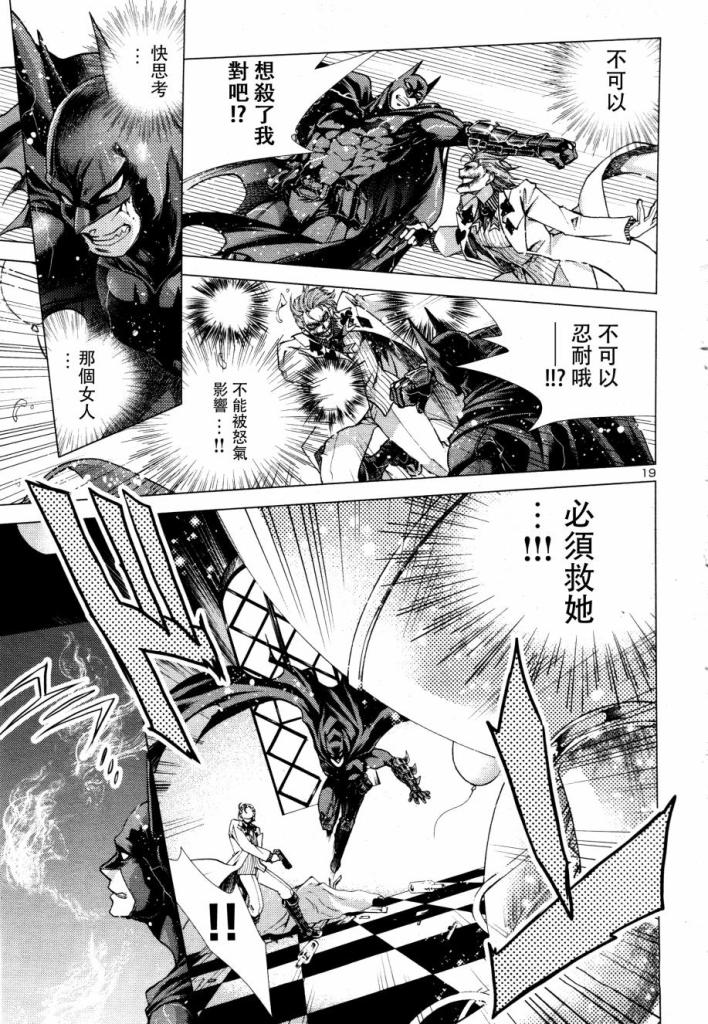 不可以
想殺了我
對吧!?
快思考
…
那個女人
…
不可以
忍耐哦
——!!?
不能被怒氣
影響…!!
19
必須救她
…!!!
!!